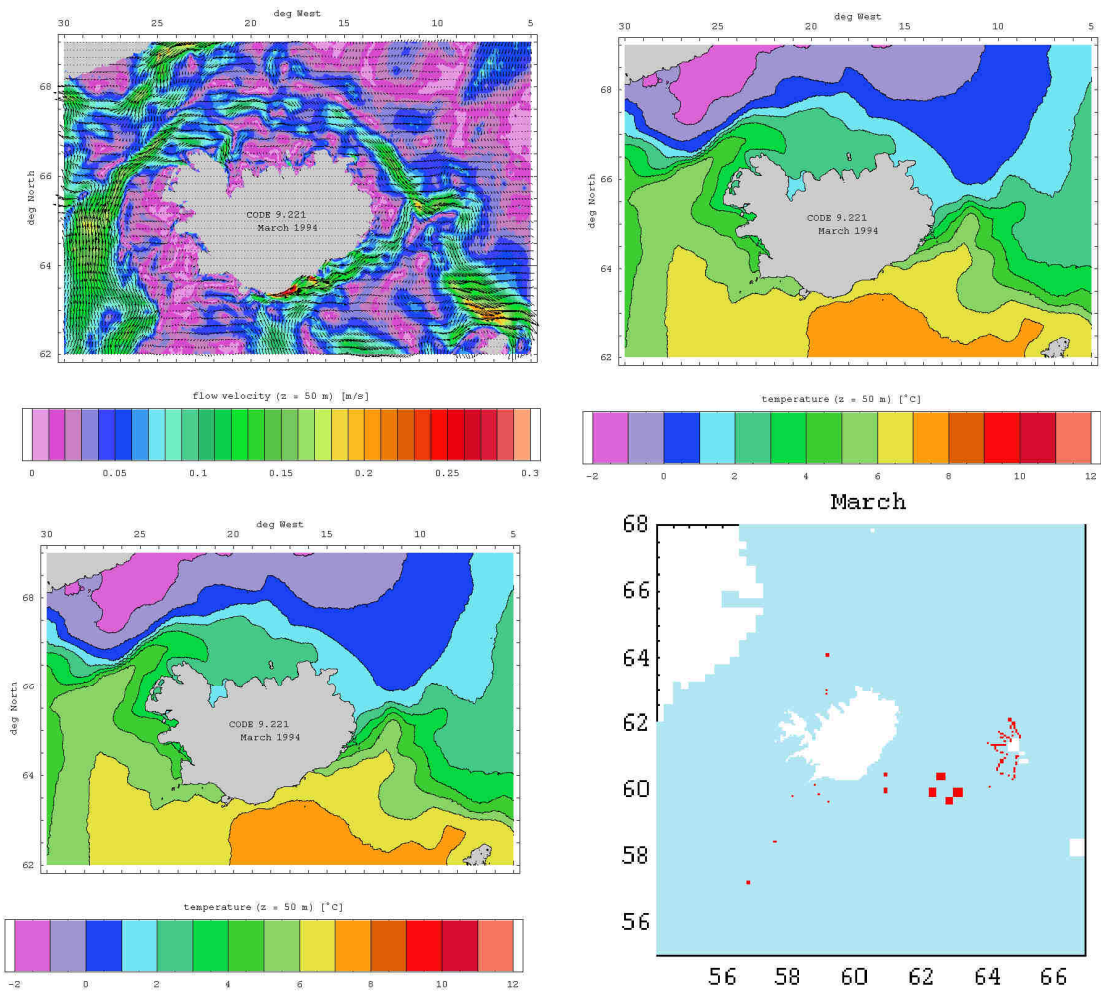 deg West
30 25 20 15 10 5
68
66
64
62
deg North
CODE 9.221
March 1994
flow velocity (z = 50 m) [m/s]
0 0.05 0.1 0.15 0.2 0.25 0.3
deg West
30 25 20 15 10 5
68
66
64
62
deg North
CODE 9.221
March 1994
temperature (z = 50 m) [°C]
-2 0 2 4 6 8 10 12
deg West
30 25 20 15 10 5
68
66
64
62
deg North
CODE 9.221
March 1994
temperature (z = 50 m) [°C]
-2 0 2 4 6 8 10 12
March
68
66
64
62
60
58
56
56 58 60 62 64 66